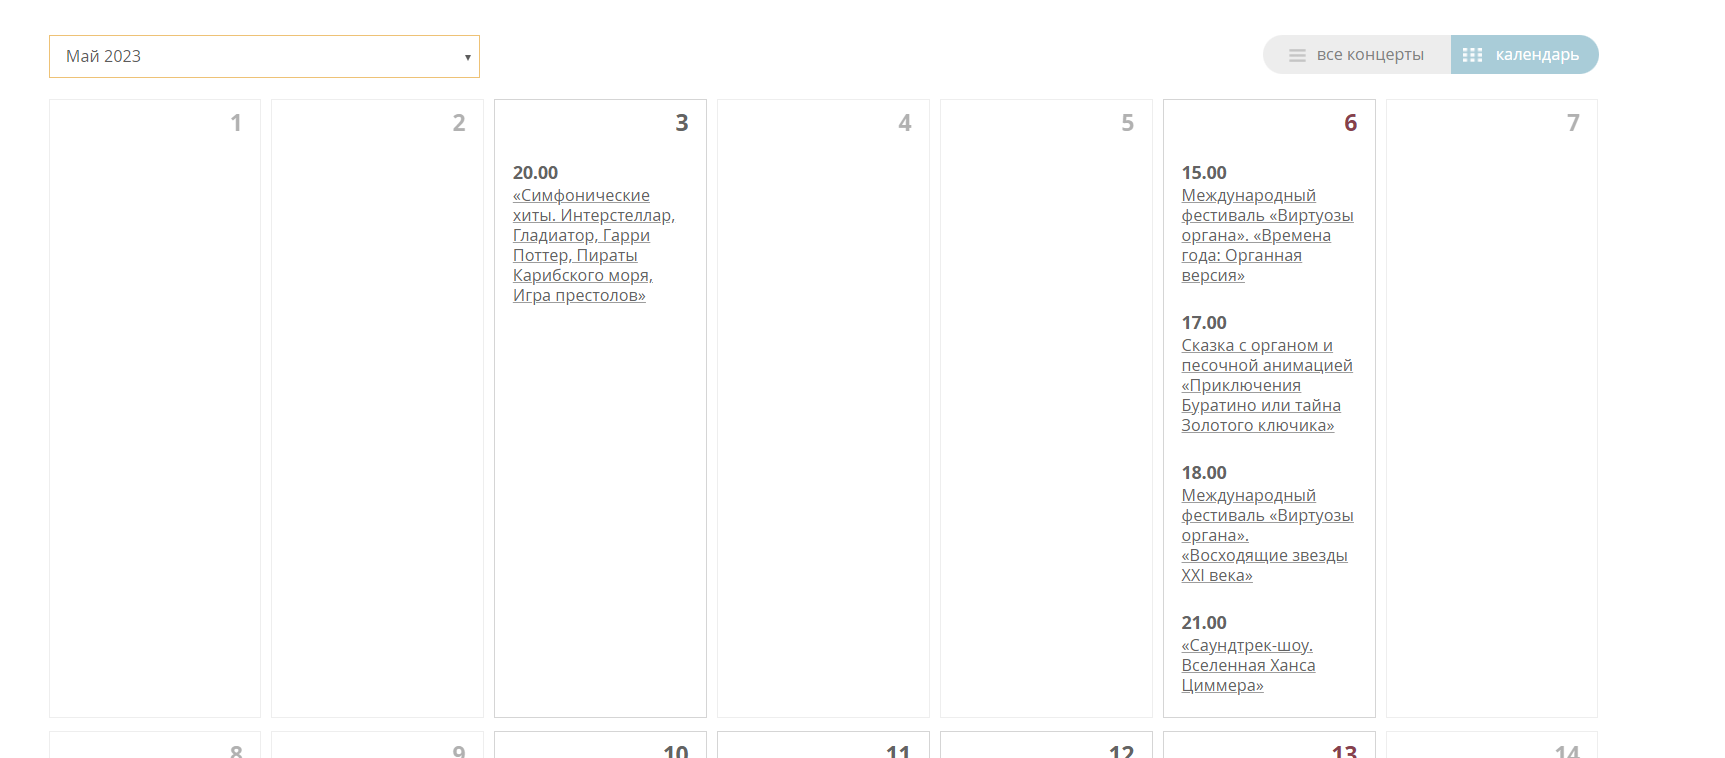 Май 2023
все концерты
календарь
1
2
3
20.00
«Симфонические
хиты. Интерстеллар,
Гладиатор, Гарри
Поттер, Пираты
Карибского моря,
Игра престолов»
4
5
6
15.00
Международный
фестиваль «Виртуозы
органа». «Времена
года: Органная
версия»
17.00
Сказка с органом и
песочной анимацией
«Приключения
Буратино или тайна
Золотого ключика»
18.00
Международный
фестиваль «Виртуозы
органа».
«Восходящие звезды
XXI века»
21.00
«Саундтрек-шоу.
Вселенная Ханса
Циммера»
7
8
9
10
11
12
13
14